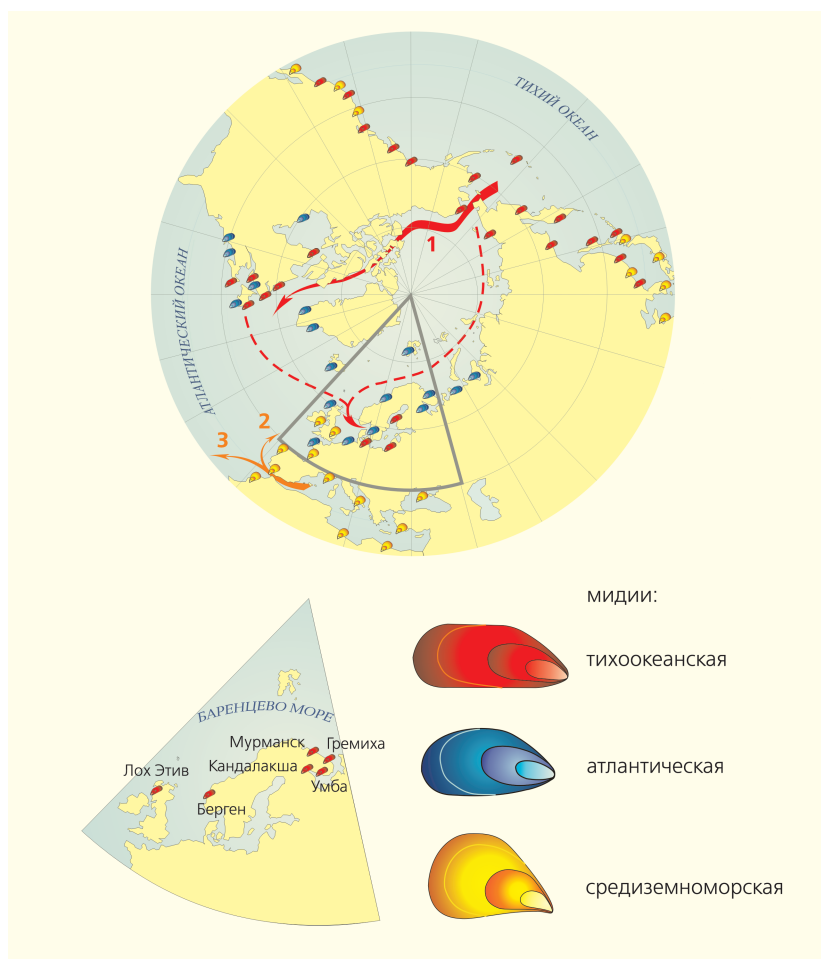 ТИХИЙ ОКЕАН
1
АТЛАНТИЧЕСКИЙ ОКЕАН
2
3
мидии:
тихоокеанская
БАРЕНЦЕВО МОРЕ
Мурманск
Гремиха
Лох Этив
Кандалакша
Умба
Берген
атлантическая
средиземноморская